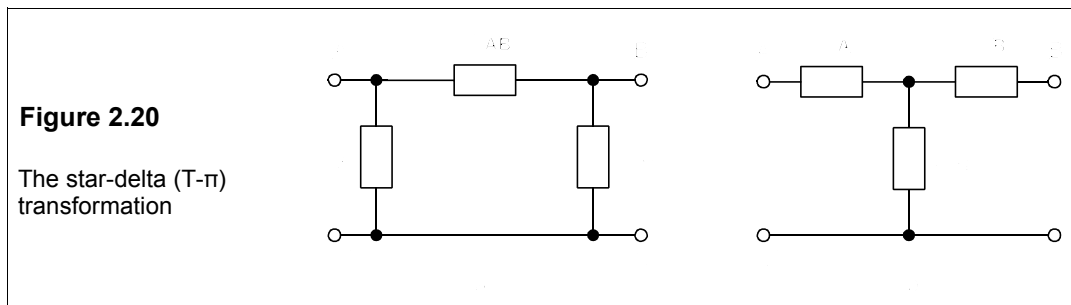 AB
A
B
Figure 2.20
The star-delta (T-π)
transformation